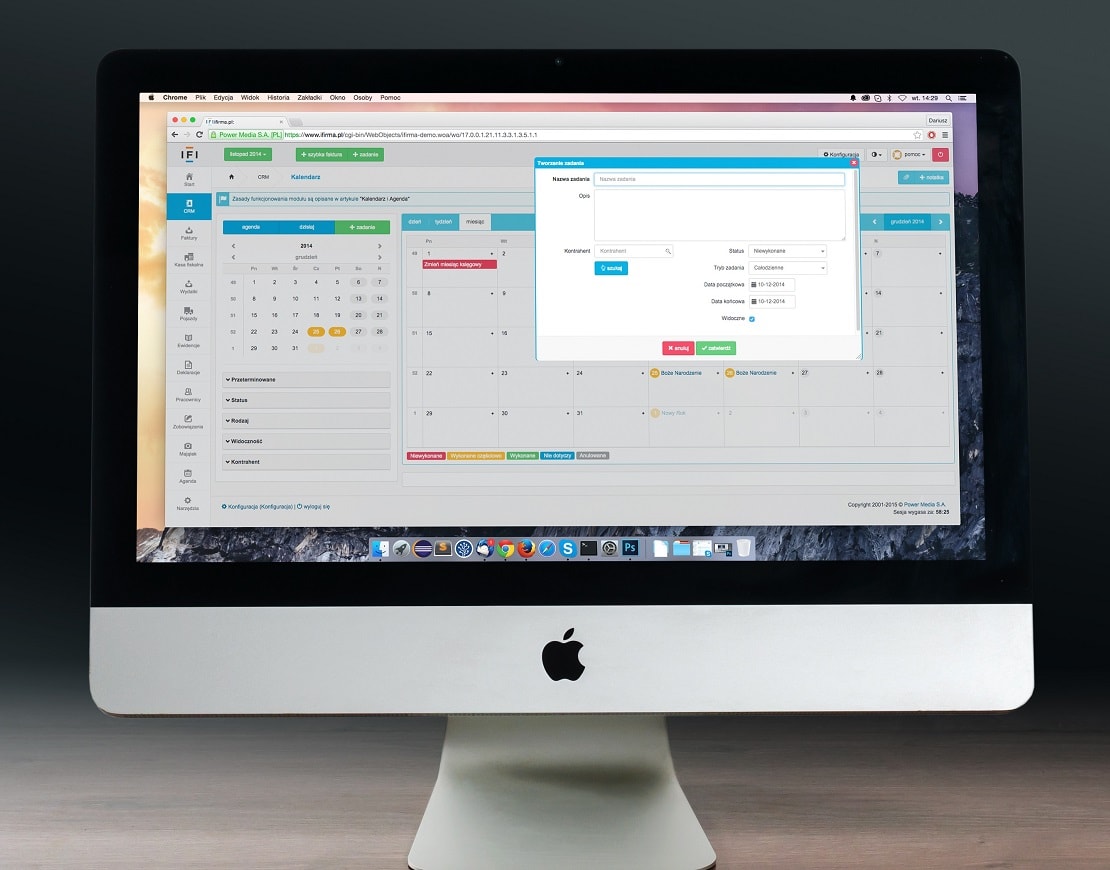 Chrome Plik Edycja Widok Historia Zakładki Okno Osoby Pomoc
wt. 14:29
ifirma.pl:
Dariusz
Power Media S.A. [PL] https://www.ifirma.pl/cgi-bin/WebObjects/ifirma-demo.woa/wo/17.0.0.1.21.11.3.3.1.3.5.1.1
IFI
listopad 2014
+ szybka faktura + zadanie
Konfiguracja
pomoc
Start
CRM
Kalendarz
+ notatka
Zasady funkcjonowania modułu są opisane w artykule "Kalendarz i Agenda"
CRM
Faktury
Kasa fiskalna
Wydatki
Pojazdy
Ewidencje
Deklaracje
Pracownicy
Zobowiązania
Majątek
Agenda
Narzędzia
agenda dzisiaj + zadanie
< 2014 >
< grudzień >
Pn Wt Śr Cz Pt So N
49 1 2 3 4 5 6 7
50 8 9 10 11 12 13 14
51 15 16 17 18 19 20 21
52 22 23 24 25 26 27 28
1 29 30 31 1 2 3 4
Przeterminowane
Status
Rodzaj
Widoczność
Kontrahent
dzień tydzień miesiąc
< grudzień 2014 >
Pn Wt N
49 1 + 2 + 7 +
Zmień miesiąc księgowy
50 8 + 9 + 14 +
51 15 + 16 + 21 +
52 22 + 23 + 24 + 25 Boże Narodzenie + 26 Boże Narodzenie + 27 + 28 +
1 29 + 30 + 31 + 1 Nowy Rok + 2 + 3 + 4 +
Niewykonane Wykonane częściowo Wykonane Nie dotyczy Anulowane
Tworzenie zadania
Nazwa zadania Nazwa zadania
Opis
Kontrahent Kontrahent
szukaj
Status Niewykonane
Tryb zadania Całodzienne
Data początkowa 10-12-2014
Data końcowa 10-12-2014
Widoczne
anuluj zatwierdź
Konfiguracja (Konfiguracja) | wyloguj się
Copyright 2001-2015 © Power Media S.A.
Sesja wygasa za: 58:25
S
S
Ps